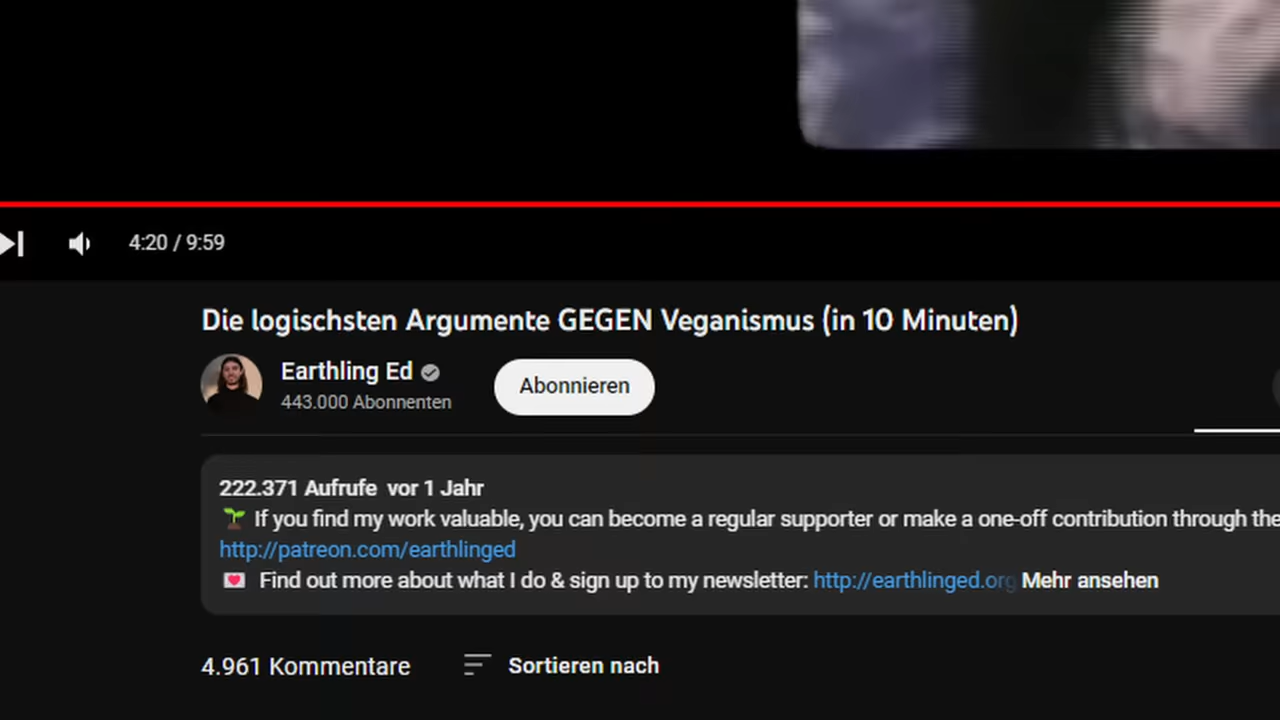 4:20 / 9:59
Die logischsten Argumente GEGEN Veganismus (in 10 Minuten)
Earthling Ed
443.000 Abonnenten
Abonnieren
222.371 Aufrufe vor 1 Jahr
🌱 If you find my work valuable, you can become a regular supporter or make a one-off contribution through the
http://patreon.com/earthlinged
💌 Find out more about what I do & sign up to my newsletter: http://earthlinged.org Mehr ansehen
4.961 Kommentare
Sortieren nach